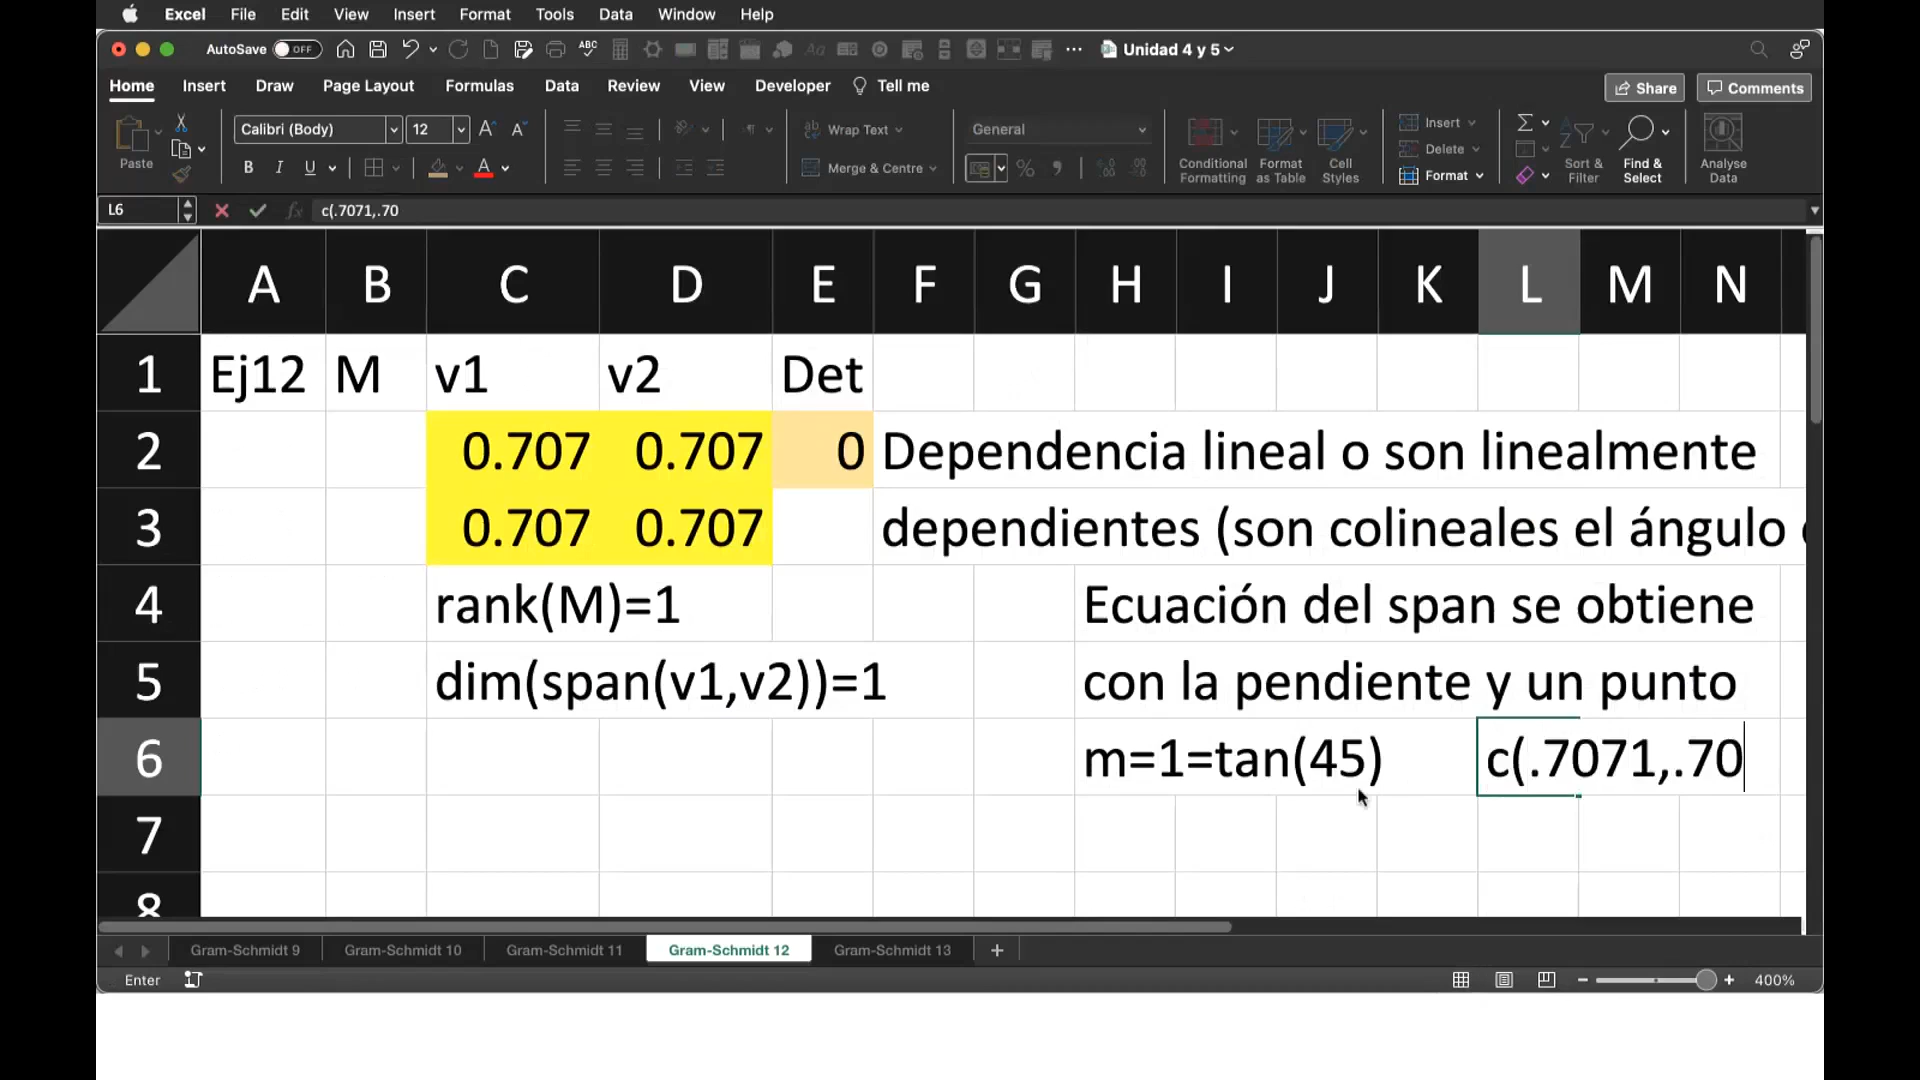 Excel File Edit View Insert Format Tools Data Window Help
AutoSave OFF ABC Unidad 4 y 5
Home Insert Draw Page Layout Formulas Data Review View Developer Tell me Share Comments
Paste Calibri (Body) 12 B I U Wrap Text Merge & Centre General % Conditional Formatting Format as Table Cell Styles Insert Delete Format Sort & Filter Find & Select Analyse Data
L6 fx c(.7071,.70
A B C D E F G H I J K L M N
1 Ej12 M v1 v2 Det
2 0.707 0.707 0 Dependencia lineal o son linealmente
3 0.707 0.707 dependientes (son colineales el ángulo
4 rank(M)=1 Ecuación del span se obtiene
5 dim(span(v1,v2))=1 con la pendiente y un punto
6 m=1=tan(45) c(.7071,.70
7
8
Gram-Schmidt 9 Gram-Schmidt 10 Gram-Schmidt 11 Gram-Schmidt 12 Gram-Schmidt 13 +
Enter 400%